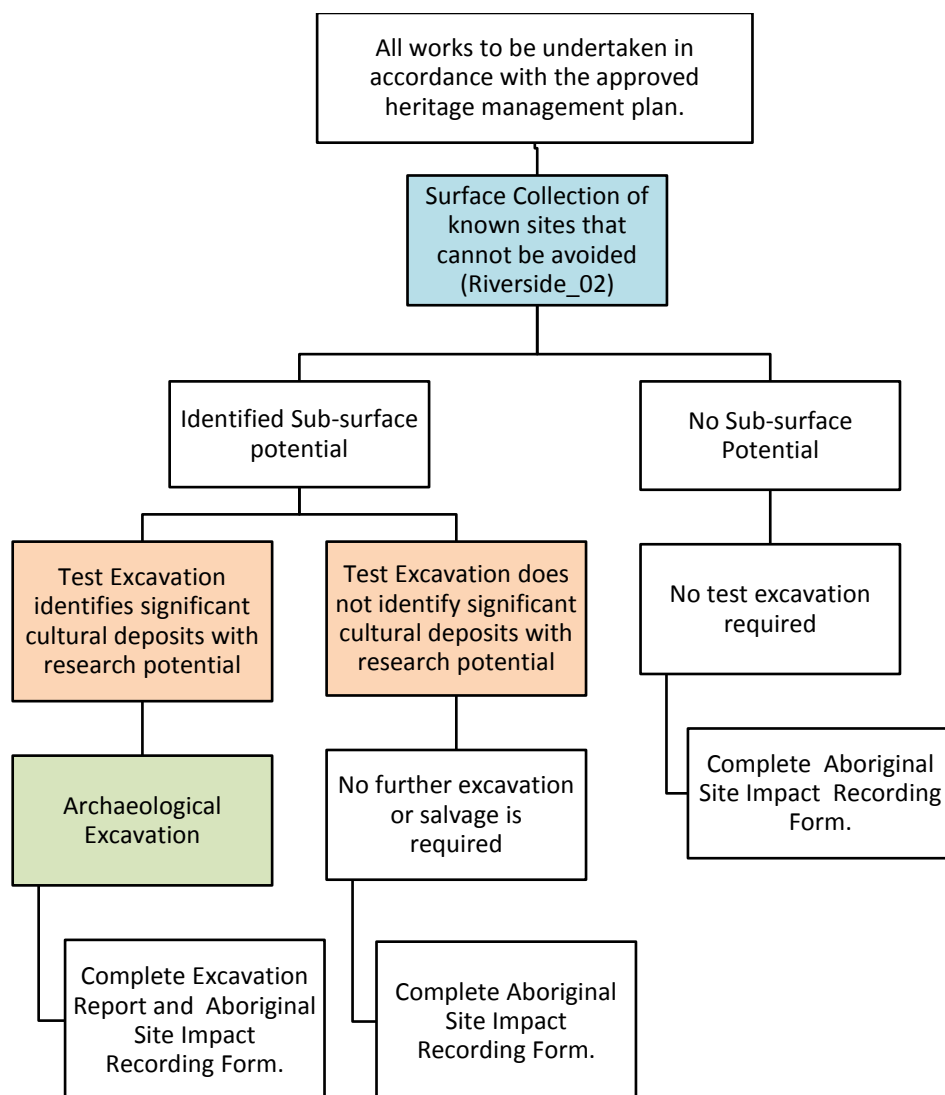 All works to be undertaken in
accordance with the approved
heritage management plan.
Surface Collection of
known sites that
cannot be avoided
(Riverside_02)
Identified Sub-surface
potential
No Sub-surface
Potential
Test Excavation
identifies significant
cultural deposits with
research potential
Test Excavation does
not identify significant
cultural deposits with
research potential
No test excavation
required
Archaeological
Excavation
No further excavation
or salvage is
required
Complete Aboriginal
Site Impact Recording
Form.
Complete Excavation
Report and Aboriginal
Site Impact
Recording Form.
Complete Aboriginal
Site Impact
Recording Form.